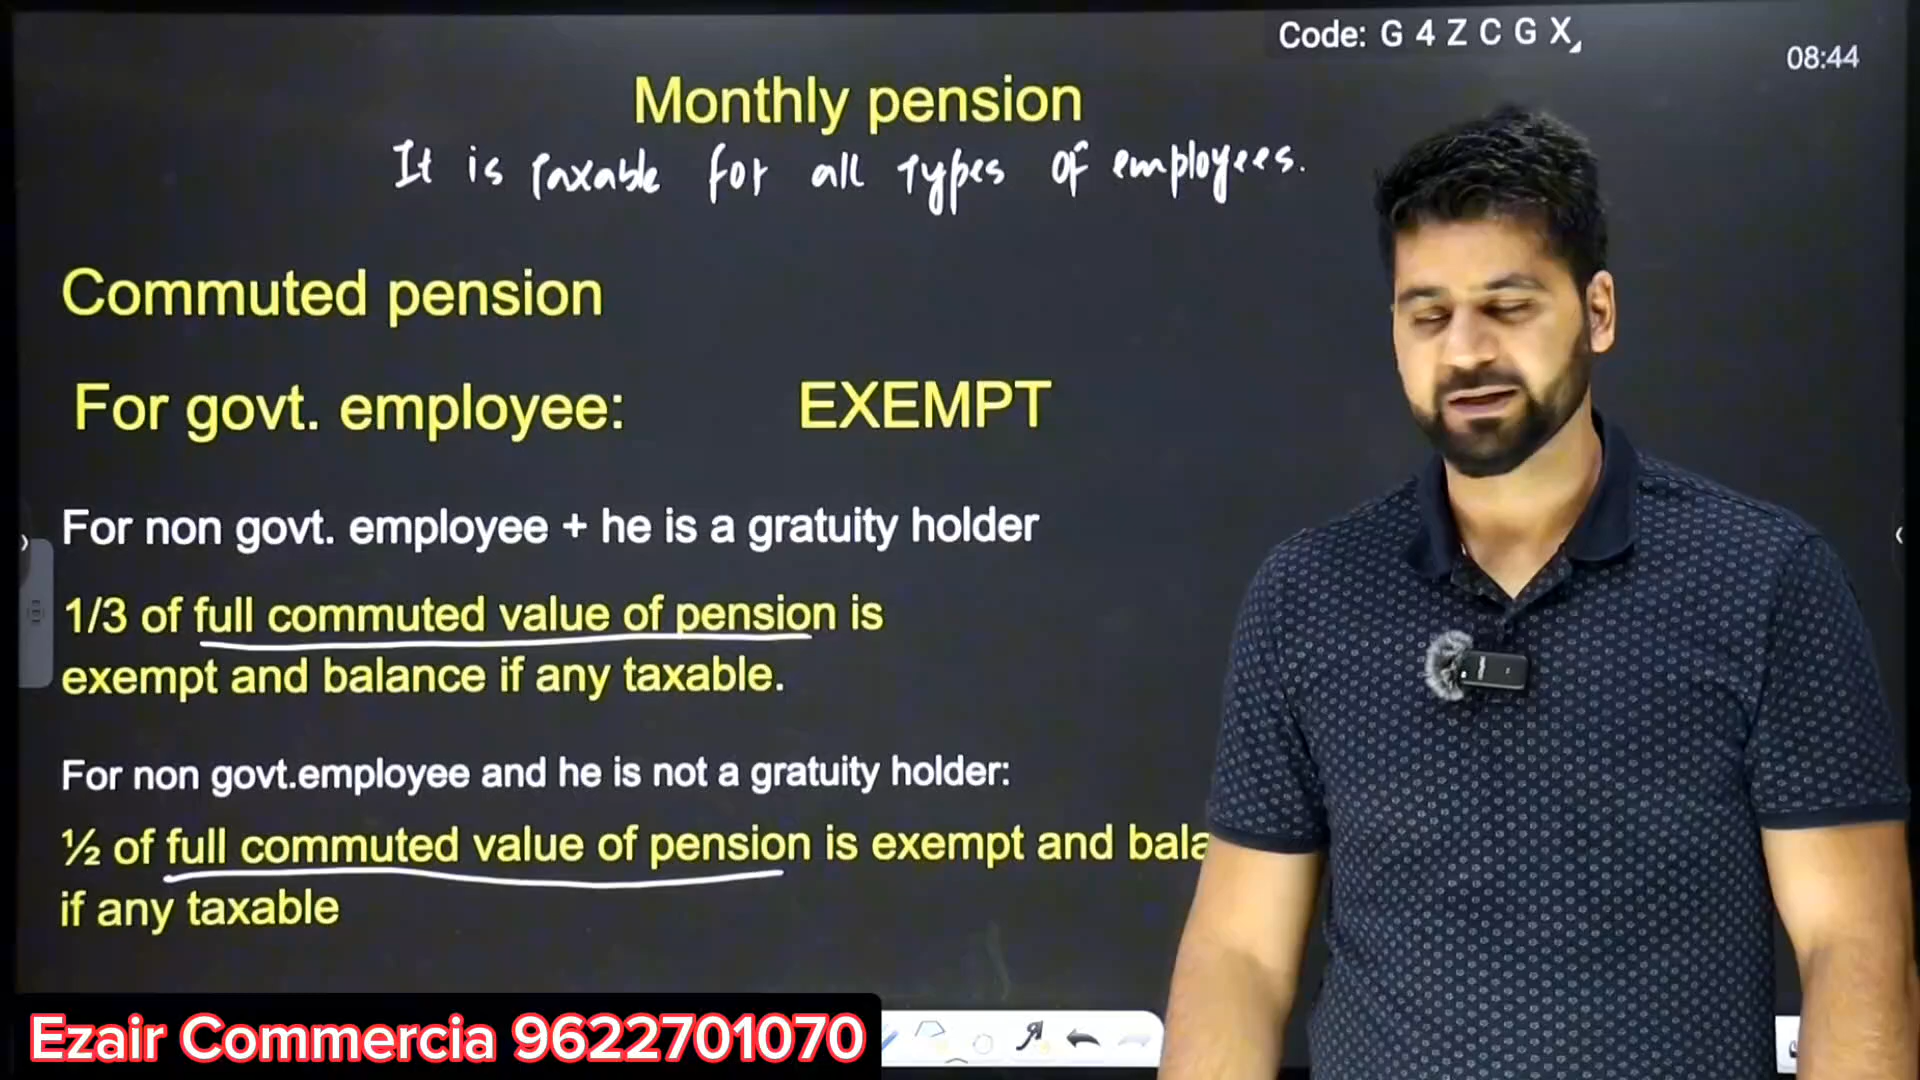 Code: G 4 Z C G X
08:44
Monthly pension
It is Taxable for all Types of employees.
Commuted pension
For govt. employee: EXEMPT
For non govt. employee + he is a gratuity holder
1/3 of full commuted value of pension is
exempt and balance if any taxable.
For non govt.employee and he is not a gratuity holder:
½ of full commuted value of pension is exempt and bala
if any taxable
Ezair Commercia 9622701070